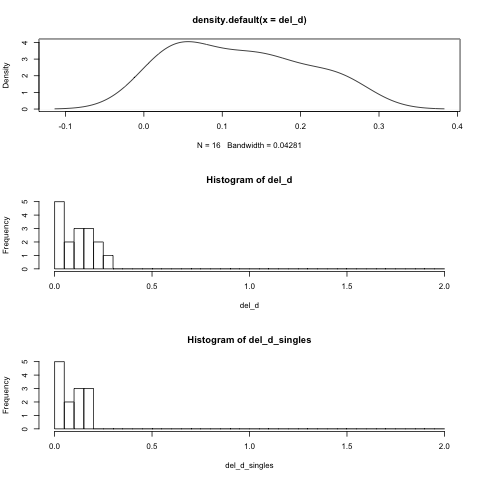 density.default(x = del_d)
Density
0 1 2 3 4
-0.1 0.0 0.1 0.2 0.3 0.4
N = 16 Bandwidth = 0.04281
Histogram of del_d
Frequency
0 1 2 3 4 5
0.0 0.5 1.0 1.5 2.0
del_d
Histogram of del_d_singles
Frequency
0 1 2 3 4 5
0.0 0.5 1.0 1.5 2.0
del_d_singles